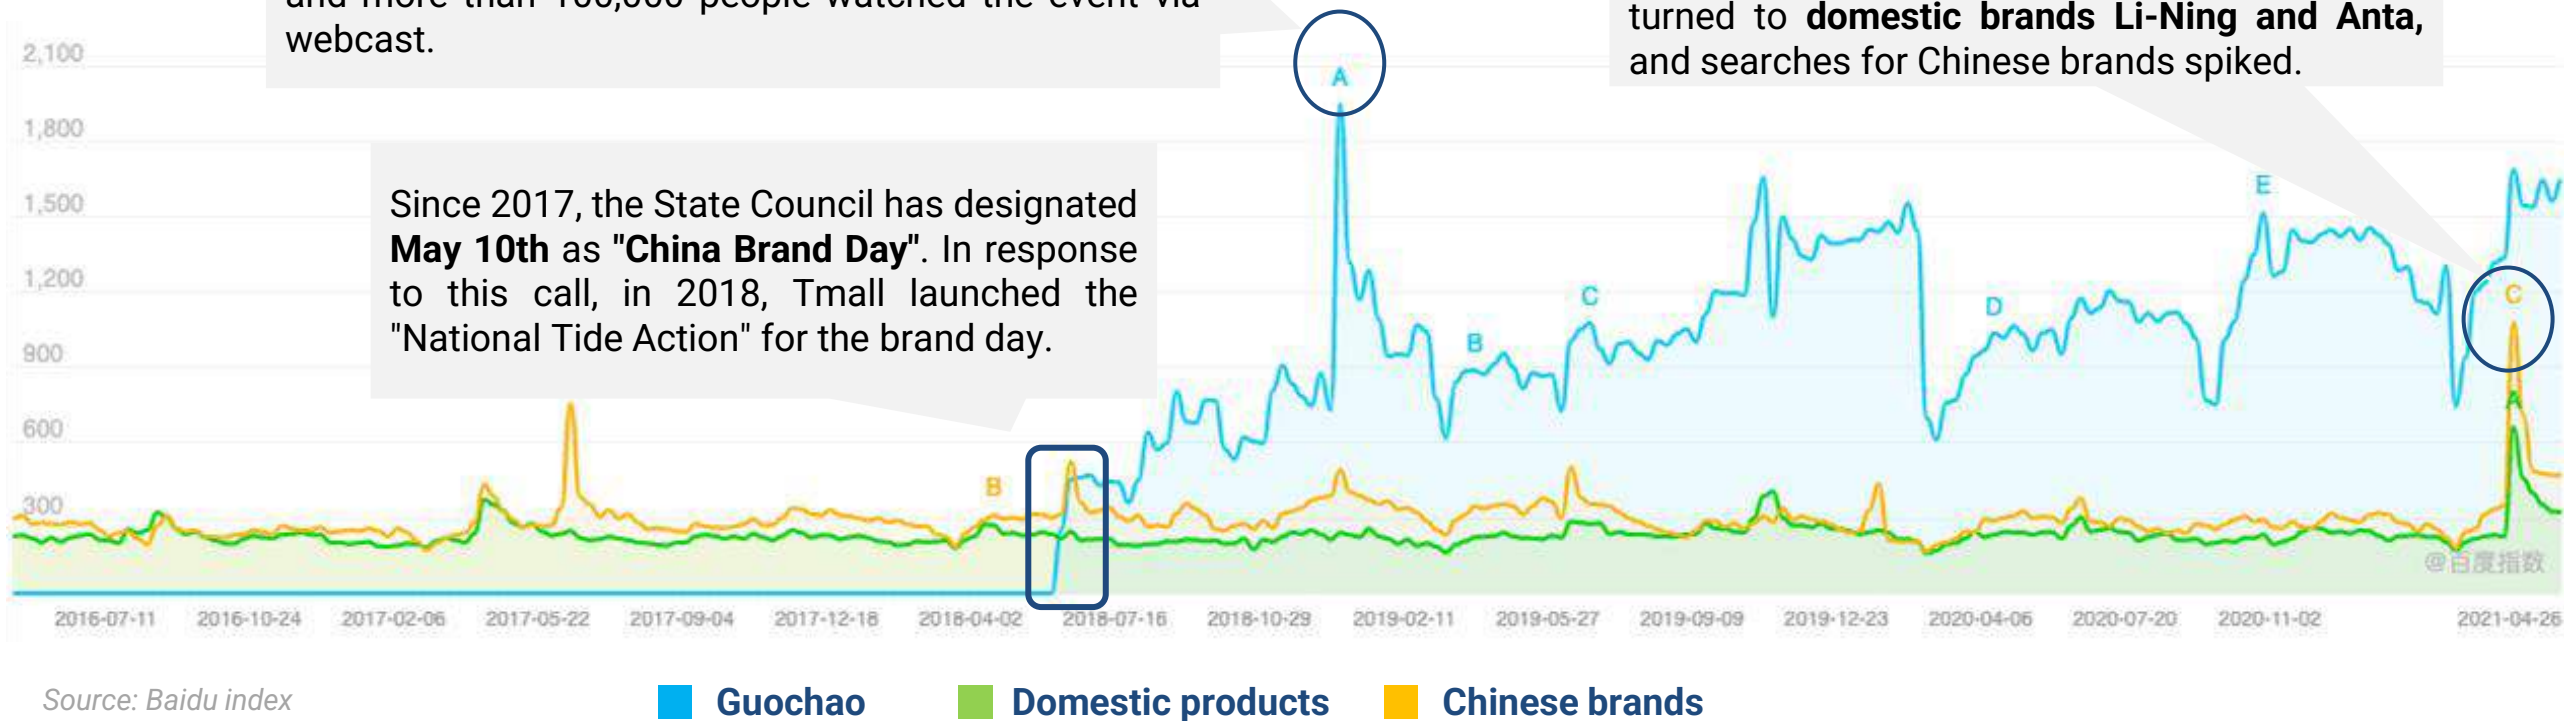 and more than 100,000 people watched the event via
webcast.
turned to domestic brands Li-Ning and Anta,
and searches for Chinese brands spiked.
Since 2017, the State Council has designated
May 10th as "China Brand Day". In response
to this call, in 2018, Tmall launched the
"National Tide Action" for the brand day.
2,100
1,800
1,500
1,200
900
600
300
A
B
C
D
E
B
C
A
@百度指数
2016-07-11 2016-10-24 2017-02-06 2017-05-22 2017-09-04 2017-12-18 2018-04-02 2018-07-16 2018-10-29 2019-02-11 2019-05-27 2019-09-09 2019-12-23 2020-04-06 2020-07-20 2020-11-02 2021-04-26
Source: Baidu index
Guochao Domestic products Chinese brands